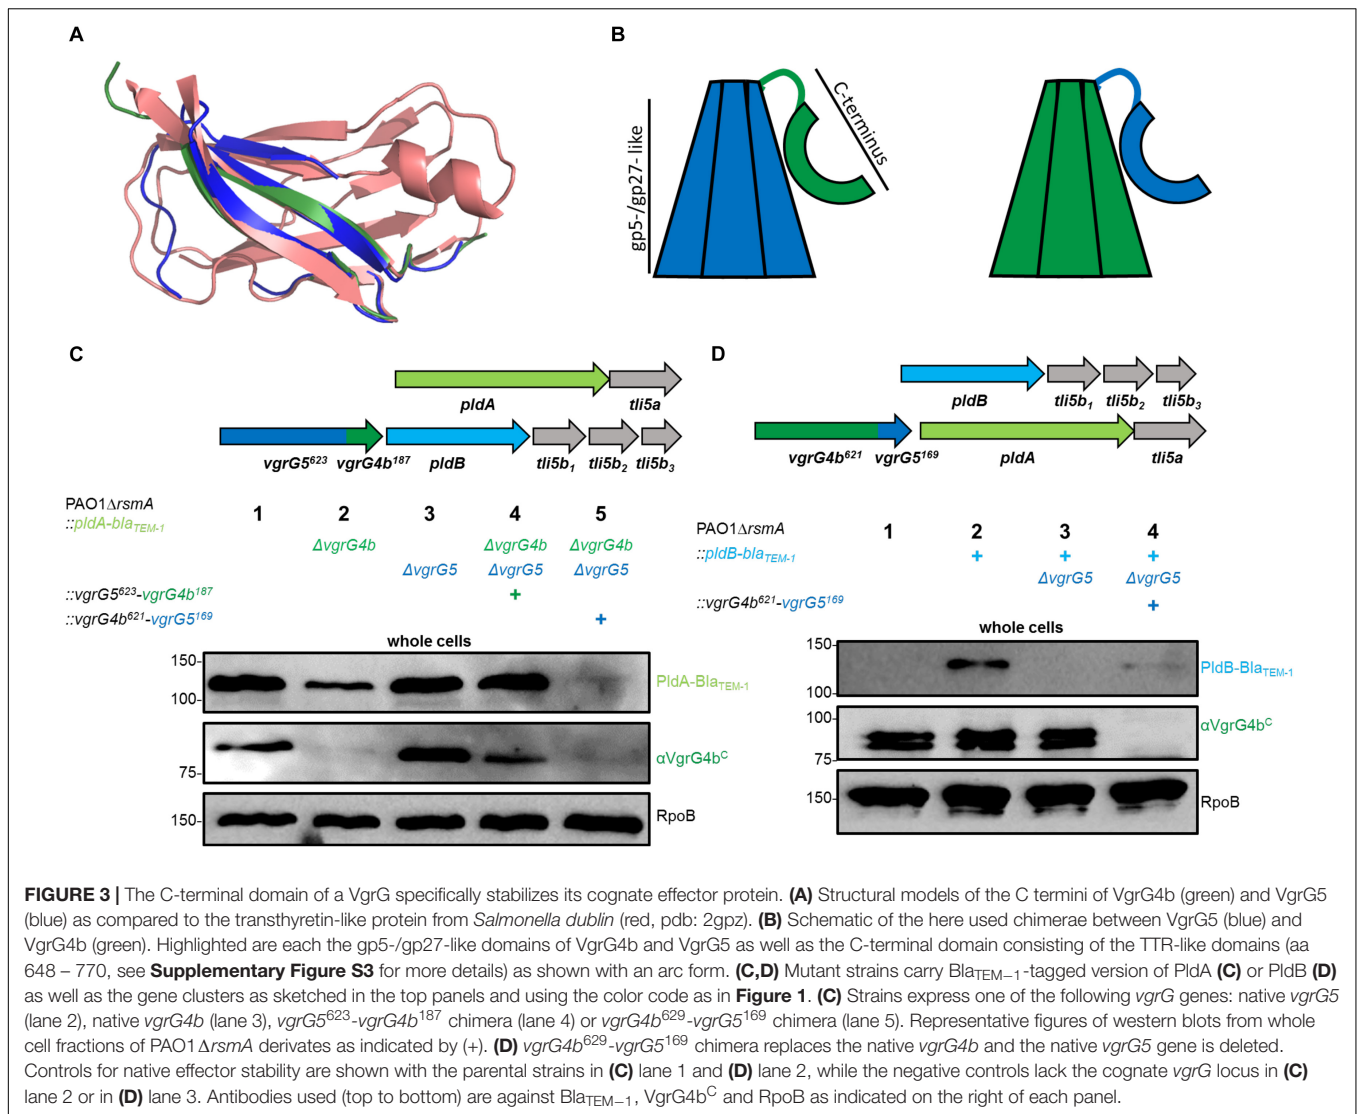 A
B
gp5-/gp27- like
C-terminus
C
pldA
tli5a
vgrG5⁶²³
vgrG4b¹⁸⁷
pldB
tli5b₁
tli5b₂
tli5b₃
PAO1ΔrsmA
1 2 3 4 5
::pldA-bla_TEM-1
ΔvgrG4b ΔvgrG4b ΔvgrG4b
ΔvgrG5 ΔvgrG5 ΔvgrG5
::vgrG5⁶²³-vgrG4b¹⁸⁷ +
::vgrG4b⁶²¹-vgrG5¹⁶⁹ +
whole cells
150-
100-
PldA-Bla_TEM-1
75-
αVgrG4b^C
150-
RpoB
D
pldB
tli5b₁
tli5b₂
tli5b₃
vgrG4b⁶²¹
vgrG5¹⁶⁹
pldA
tli5a
PAO1ΔrsmA 1 2 3 4
::pldB-bla_TEM-1 + + +
ΔvgrG5 ΔvgrG5
::vgrG4b⁶²¹-vgrG5¹⁶⁹ +
whole cells
150-
100-
PldB-Bla_TEM-1
100-
75-
αVgrG4b^C
150-
RpoB
FIGURE 3 | The C-terminal domain of a VgrG specifically stabilizes its cognate effector protein. (A) Structural models of the C termini of VgrG4b (green) and VgrG5
(blue) as compared to the transthyretin-like protein from Salmonella dublin (red, pdb: 2gpz). (B) Schematic of the here used chimerae between VgrG5 (blue) and
VgrG4b (green). Highlighted are each the gp5-/gp27-like domains of VgrG4b and VgrG5 as well as the C-terminal domain consisting of the TTR-like domains (aa
648 – 770, see Supplementary Figure S3 for more details) as shown with an arc form. (C,D) Mutant strains carry Bla_TEM−1-tagged version of PldA (C) or PldB (D)
as well as the gene clusters as sketched in the top panels and using the color code as in Figure 1. (C) Strains express one of the following vgrG genes: native vgrG5
(lane 2), native vgrG4b (lane 3), vgrG5⁶²³-vgrG4b¹⁸⁷ chimera (lane 4) or vgrG4b⁶²⁹-vgrG5¹⁶⁹ chimera (lane 5). Representative figures of western blots from whole
cell fractions of PAO1ΔrsmA derivates as indicated by (+). (D) vgrG4b⁶²⁹-vgrG5¹⁶⁹ chimera replaces the native vgrG4b and the native vgrG5 gene is deleted.
Controls for native effector stability are shown with the parental strains in (C) lane 1 and (D) lane 2, while the negative controls lack the cognate vgrG locus in (C)
lane 2 or in (D) lane 3. Antibodies used (top to bottom) are against Bla_TEM−1, VgrG4b^C and RpoB as indicated on the right of each panel.